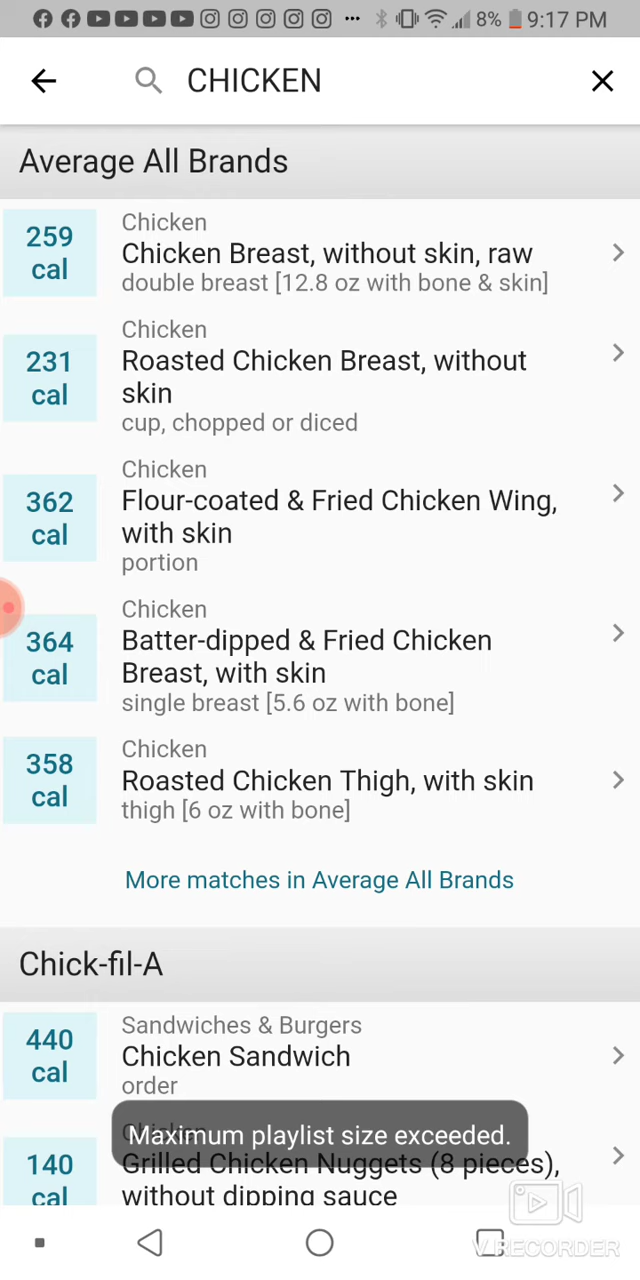 8% 9:17 PM
CHICKEN
Average All Brands
259 cal
Chicken
Chicken Breast, without skin, raw
double breast [12.8 oz with bone & skin]
231 cal
Chicken
Roasted Chicken Breast, without
skin
cup, chopped or diced
362 cal
Chicken
Flour-coated & Fried Chicken Wing,
with skin
portion
364 cal
Chicken
Batter-dipped & Fried Chicken
Breast, with skin
single breast [5.6 oz with bone]
358 cal
Chicken
Roasted Chicken Thigh, with skin
thigh [6 oz with bone]
More matches in Average All Brands
Chick-fil-A
440 cal
Sandwiches & Burgers
Chicken Sandwich
order
Chicken
Maximum playlist size exceeded.
140 cal
Grilled Chicken Nuggets (8 pieces),
without dipping sauce
V RECORDER